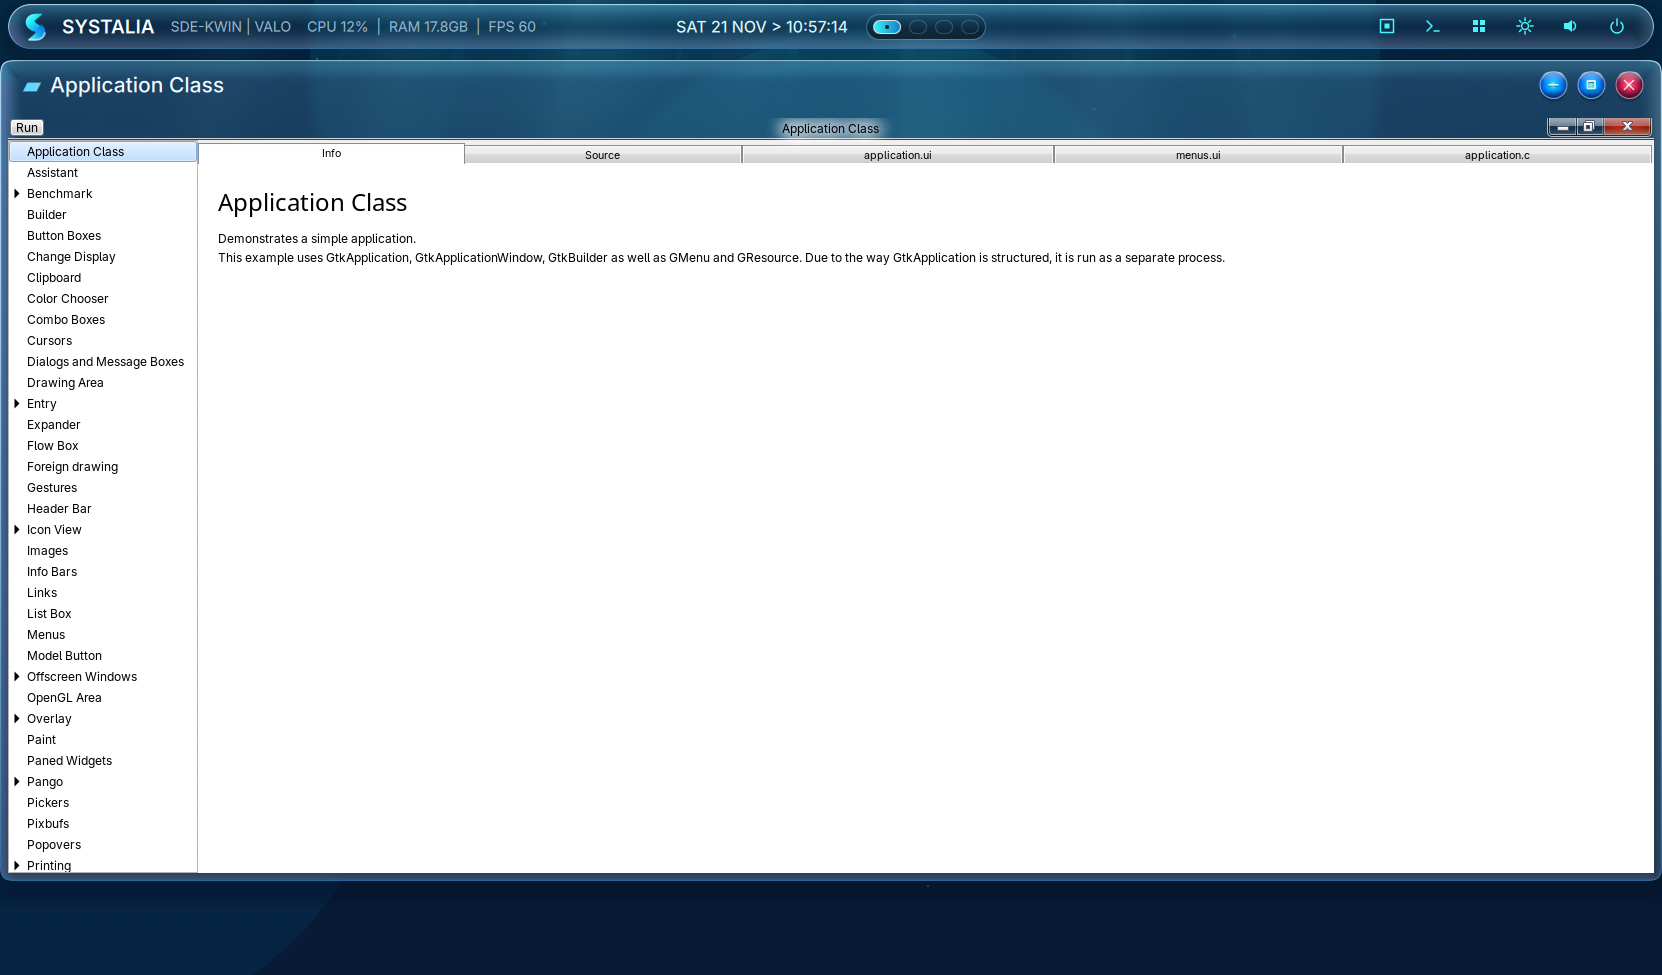 SYSTALIA SDE-KWIN | VALO CPU 12% | RAM 17.8GB | FPS 60 SAT 21 NOV > 10:57:14
Application Class
Run Application Class
Info Source application.ui menus.ui application.c
Application Class
Assistant
Benchmark
Builder
Button Boxes
Change Display
Clipboard
Color Chooser
Combo Boxes
Cursors
Dialogs and Message Boxes
Drawing Area
Entry
Expander
Flow Box
Foreign drawing
Gestures
Header Bar
Icon View
Images
Info Bars
Links
List Box
Menus
Model Button
Offscreen Windows
OpenGL Area
Overlay
Paint
Paned Widgets
Pango
Pickers
Pixbufs
Popovers
Printing
Application Class
Demonstrates a simple application.
This example uses GtkApplication, GtkApplicationWindow, GtkBuilder as well as GMenu and GResource. Due to the way GtkApplication is structured, it is run as a separate process.